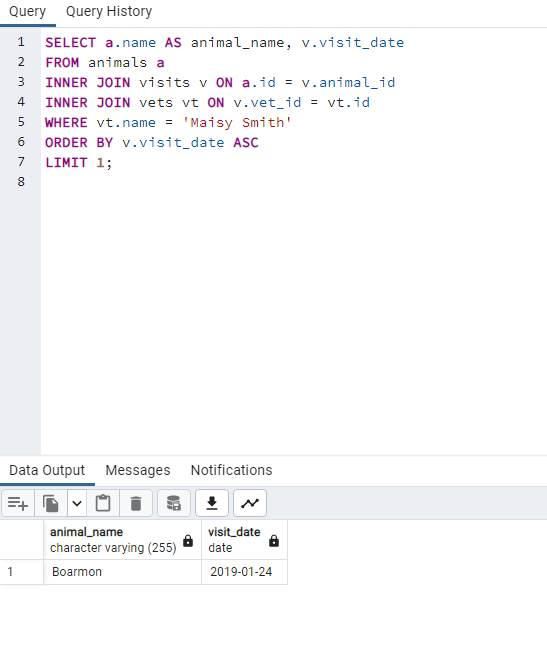 Query Query History
1 SELECT a.name AS animal_name, v.visit_date
2 FROM animals a
3 INNER JOIN visits v ON a.id = v.animal_id
4 INNER JOIN vets vt ON v.vet_id = vt.id
5 WHERE vt.name = 'Maisy Smith'
6 ORDER BY v.visit_date ASC
7 LIMIT 1;
8
Data Output Messages Notifications
animal_name visit_date
character varying (255) date
1 Boarmon 2019-01-24